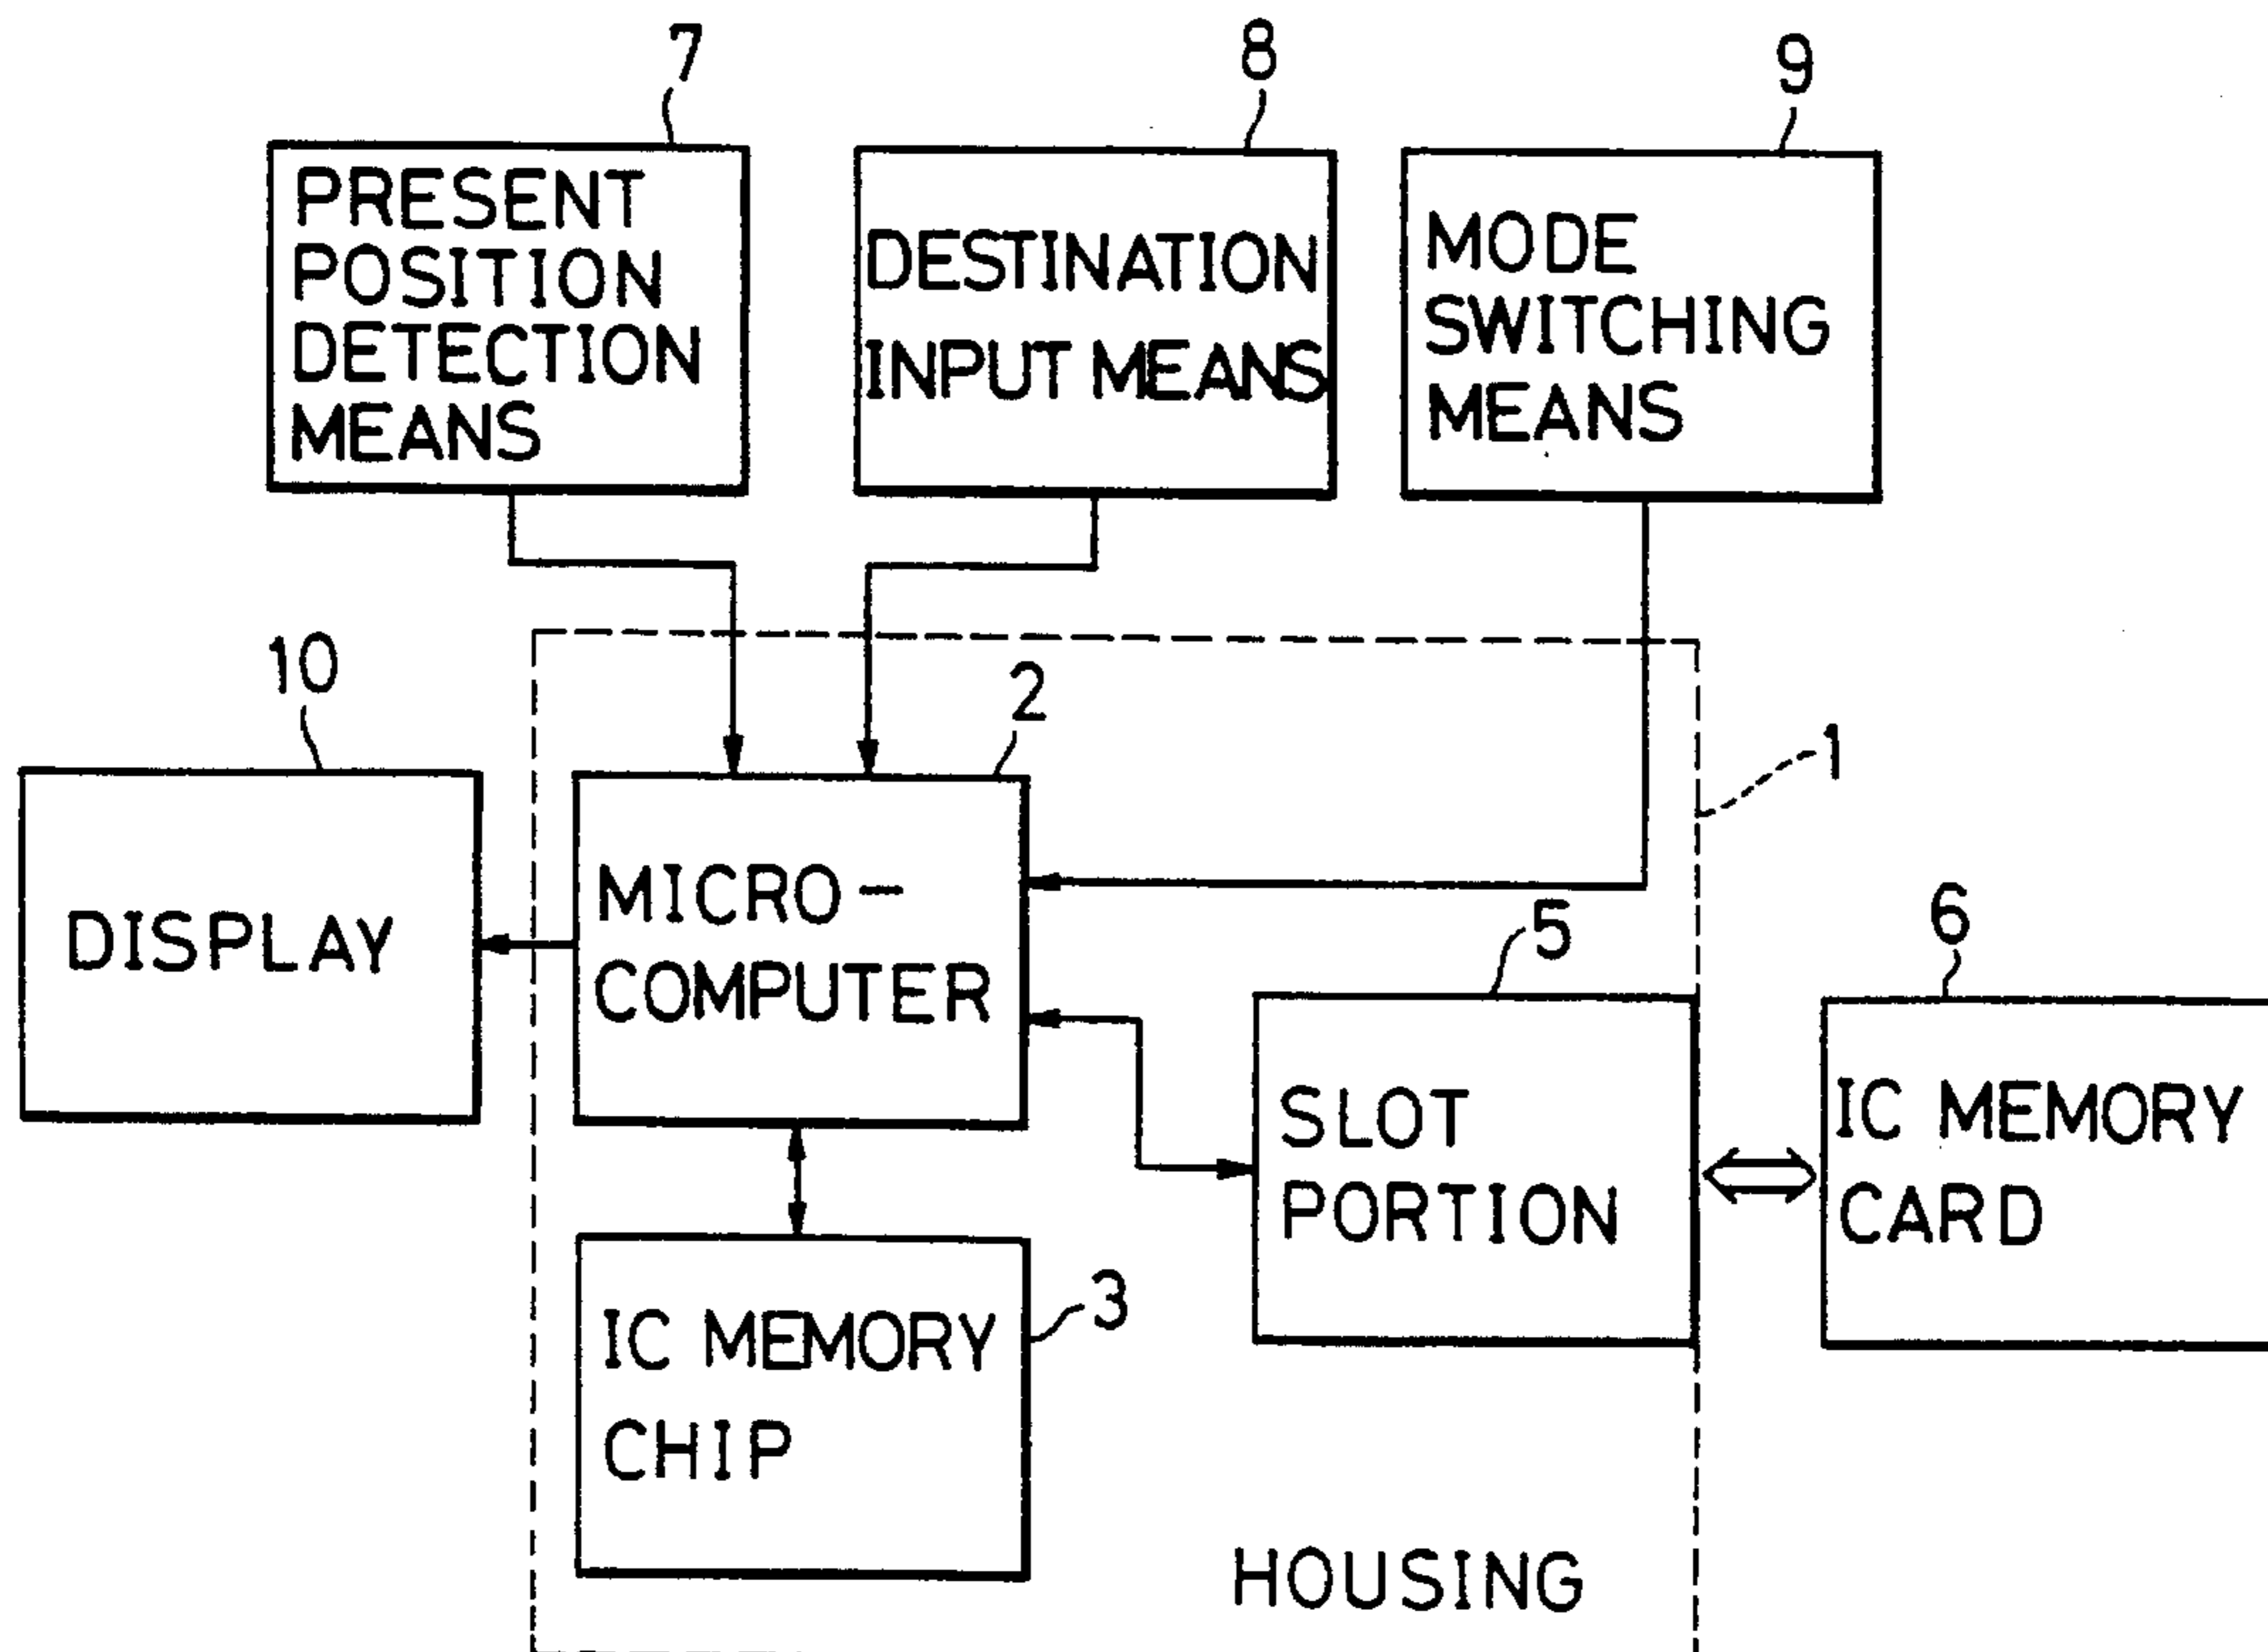 7
8
9
PRESENT
POSITION
DETECTION
MEANS
DESTINATION
INPUT MEANS
MODE
SWITCHING
MEANS
10
2
1
DISPLAY
MICRO-
COMPUTER
5
6
SLOT
PORTION
IC MEMORY
CARD
3
IC MEMORY
CHIP
HOUSING